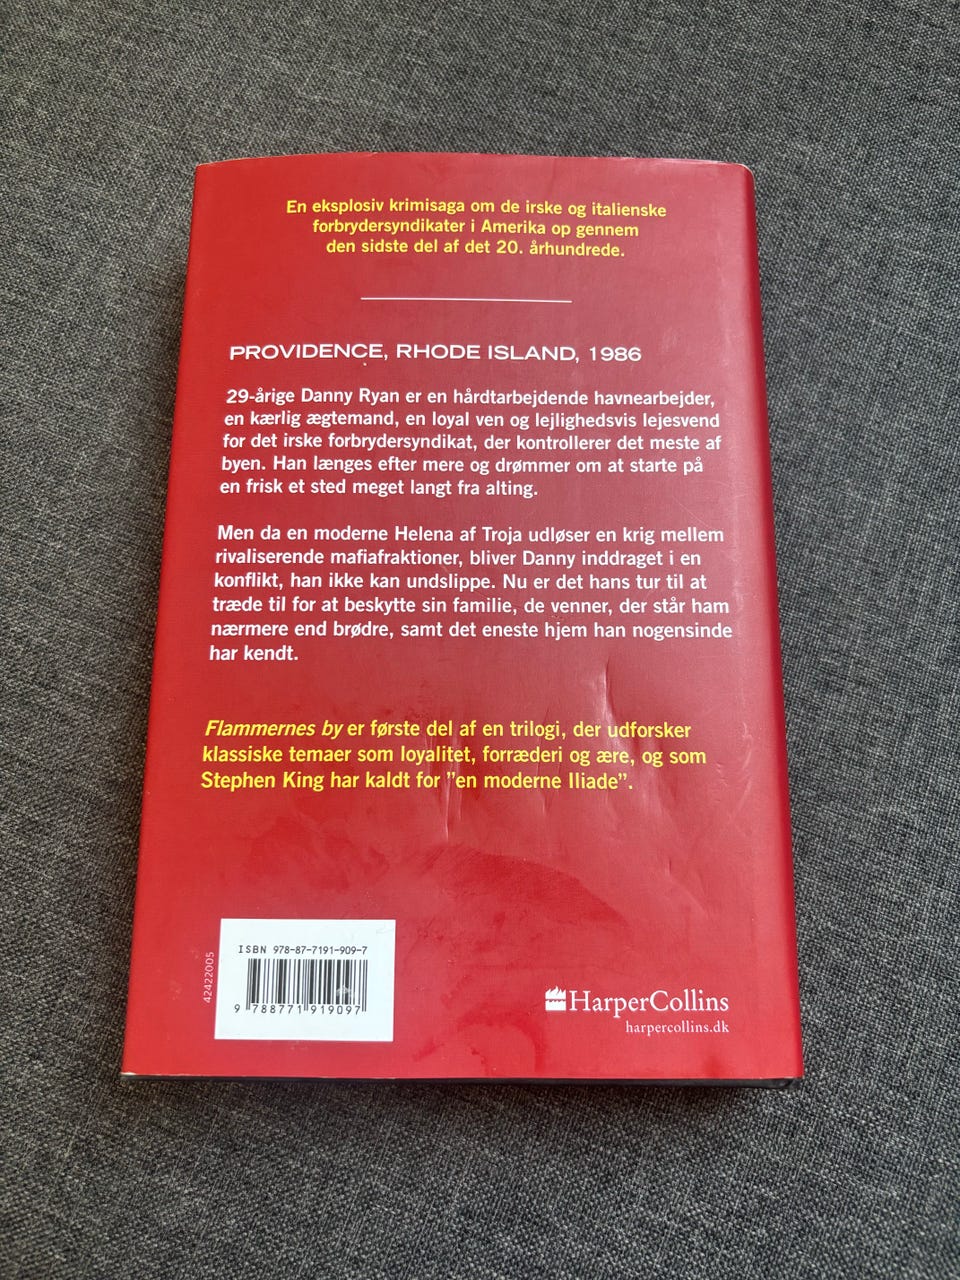 En eksplosiv krimisaga om de irske og italienske
forbrydersyndikater i Amerika op gennem
den sidste del af det 20. århundrede.
PROVIDENCE, RHODE ISLAND, 1986
29-årige Danny Ryan er en hårdtarbejdende havnearbejder,
en kærlig ægtemand, en loyal ven og lejlighedsvis lejesvend
for det irske forbrydersyndikat, der kontrollerer det meste af
byen. Han længes efter mere og drømmer om at starte på
en frisk et sted meget langt fra alting.
Men da en moderne Helena af Troja udløser en krig mellem
rivaliserende mafiafraktioner, bliver Danny inddraget i en
konflikt, han ikke kan undslippe. Nu er det hans tur til at
træde til for at beskytte sin familie, de venner, der står ham
nærmere end brødre, samt det eneste hjem han nogensinde
har kendt.
Flammernes by er første del af en trilogi, der udforsker
klassiske temaer som loyalitet, forræderi og ære, og som
Stephen King har kaldt for ”en moderne Iliade”.
42422005
ISBN 978-87-7191-909-7
9 788771 919097
HarperCollins
harpercollins.dk